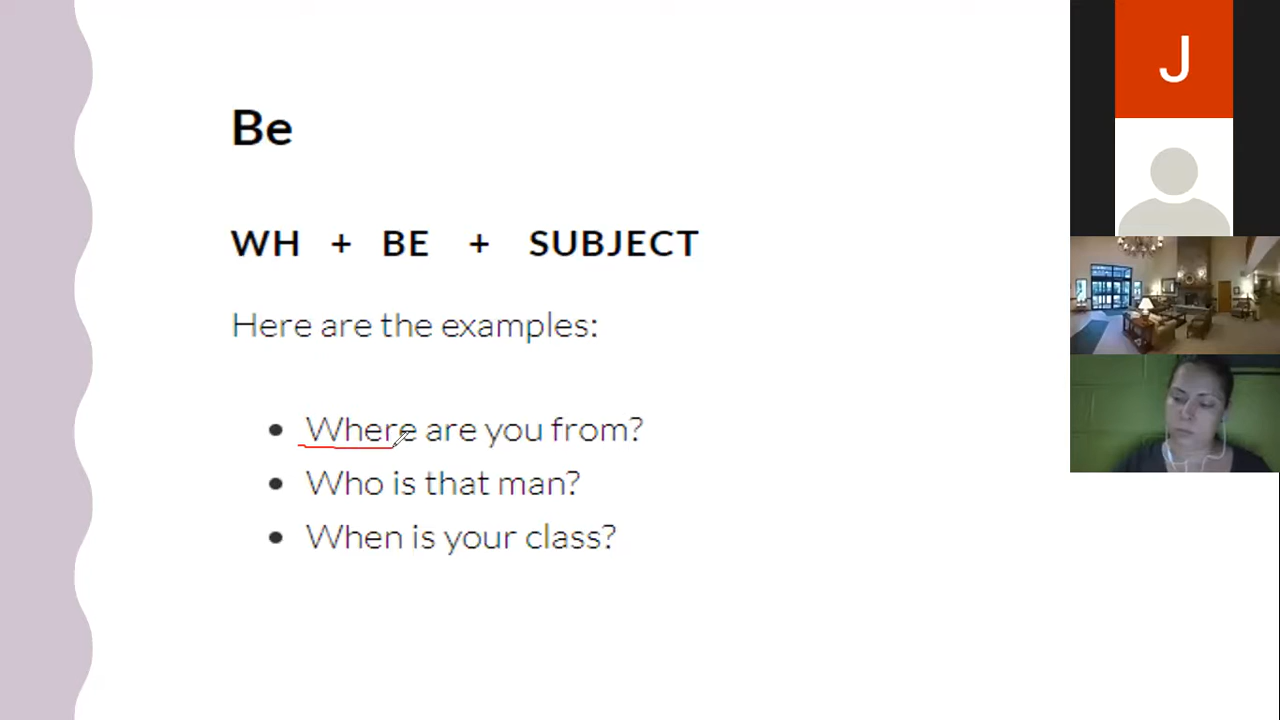 Be
WH + BE + SUBJECT
Here are the examples:
Where are you from?
Who is that man?
When is your class?
J